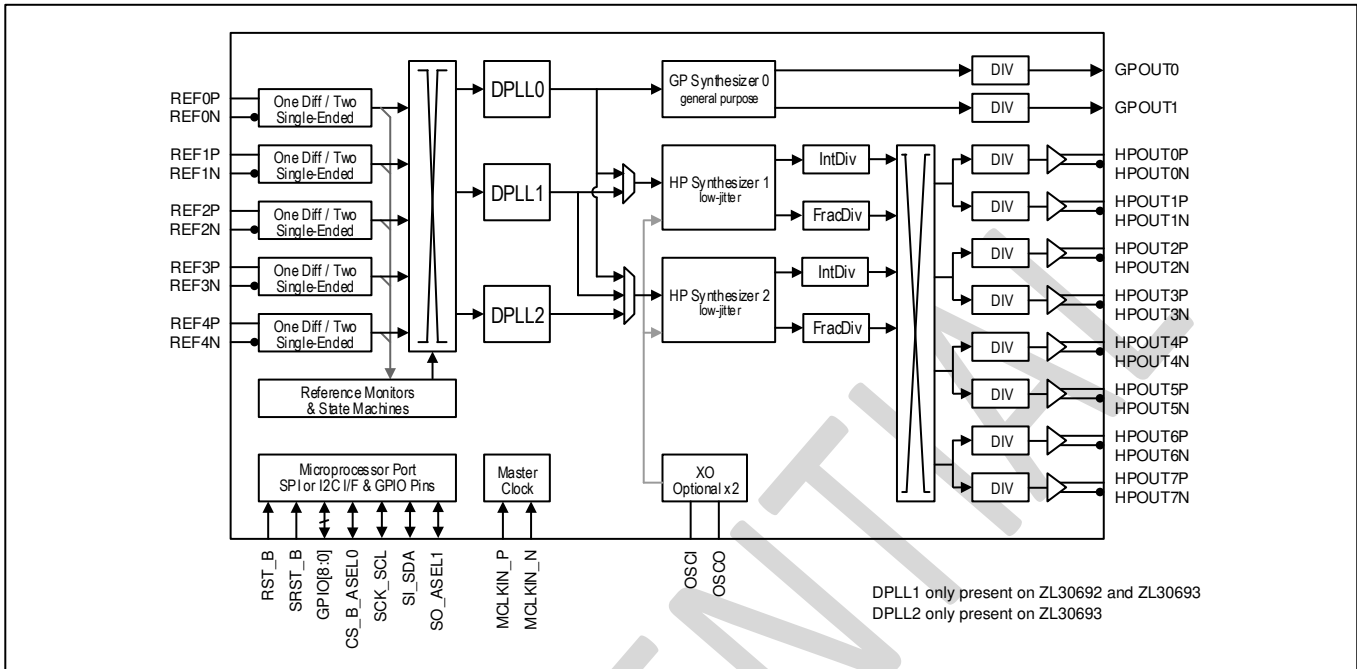 REF0P
REF0N
REF1P
REF1N
REF2P
REF2N
REF3P
REF3N
REF4P
REF4N
One Diff / Two
Single-Ended
One Diff / Two
Single-Ended
One Diff / Two
Single-Ended
One Diff / Two
Single-Ended
One Diff / Two
Single-Ended
Reference Monitors
& State Machines
DPLL0
DPLL1
DPLL2
GP Synthesizer 0
general purpose
HP Synthesizer 1
low-jitter
HP Synthesizer 2
low-jitter
IntDiv
FracDiv
IntDiv
FracDiv
DIV
DIV
DIV
DIV
DIV
DIV
DIV
DIV
DIV
DIV
GPOUT0
GPOUT1
HPOUT0P
HPOUT0N
HPOUT1P
HPOUT1N
HPOUT2P
HPOUT2N
HPOUT3P
HPOUT3N
HPOUT4P
HPOUT4N
HPOUT5P
HPOUT5N
HPOUT6P
HPOUT6N
HPOUT7P
HPOUT7N
Microprocessor Port
SPI or I2C I/F & GPIO Pins
Master
Clock
XO
Optional x2
RST_B
SRST_B
GPIO[8:0]
CS_B_ASEL0
SCK_SCL
SI_SDA
SO_ASEL1
MCLKIN_P
MCLKIN_N
OSCI
OSCO
DPLL1 only present on ZL30692 and ZL30693
DPLL2 only present on ZL30693
ENTIAL